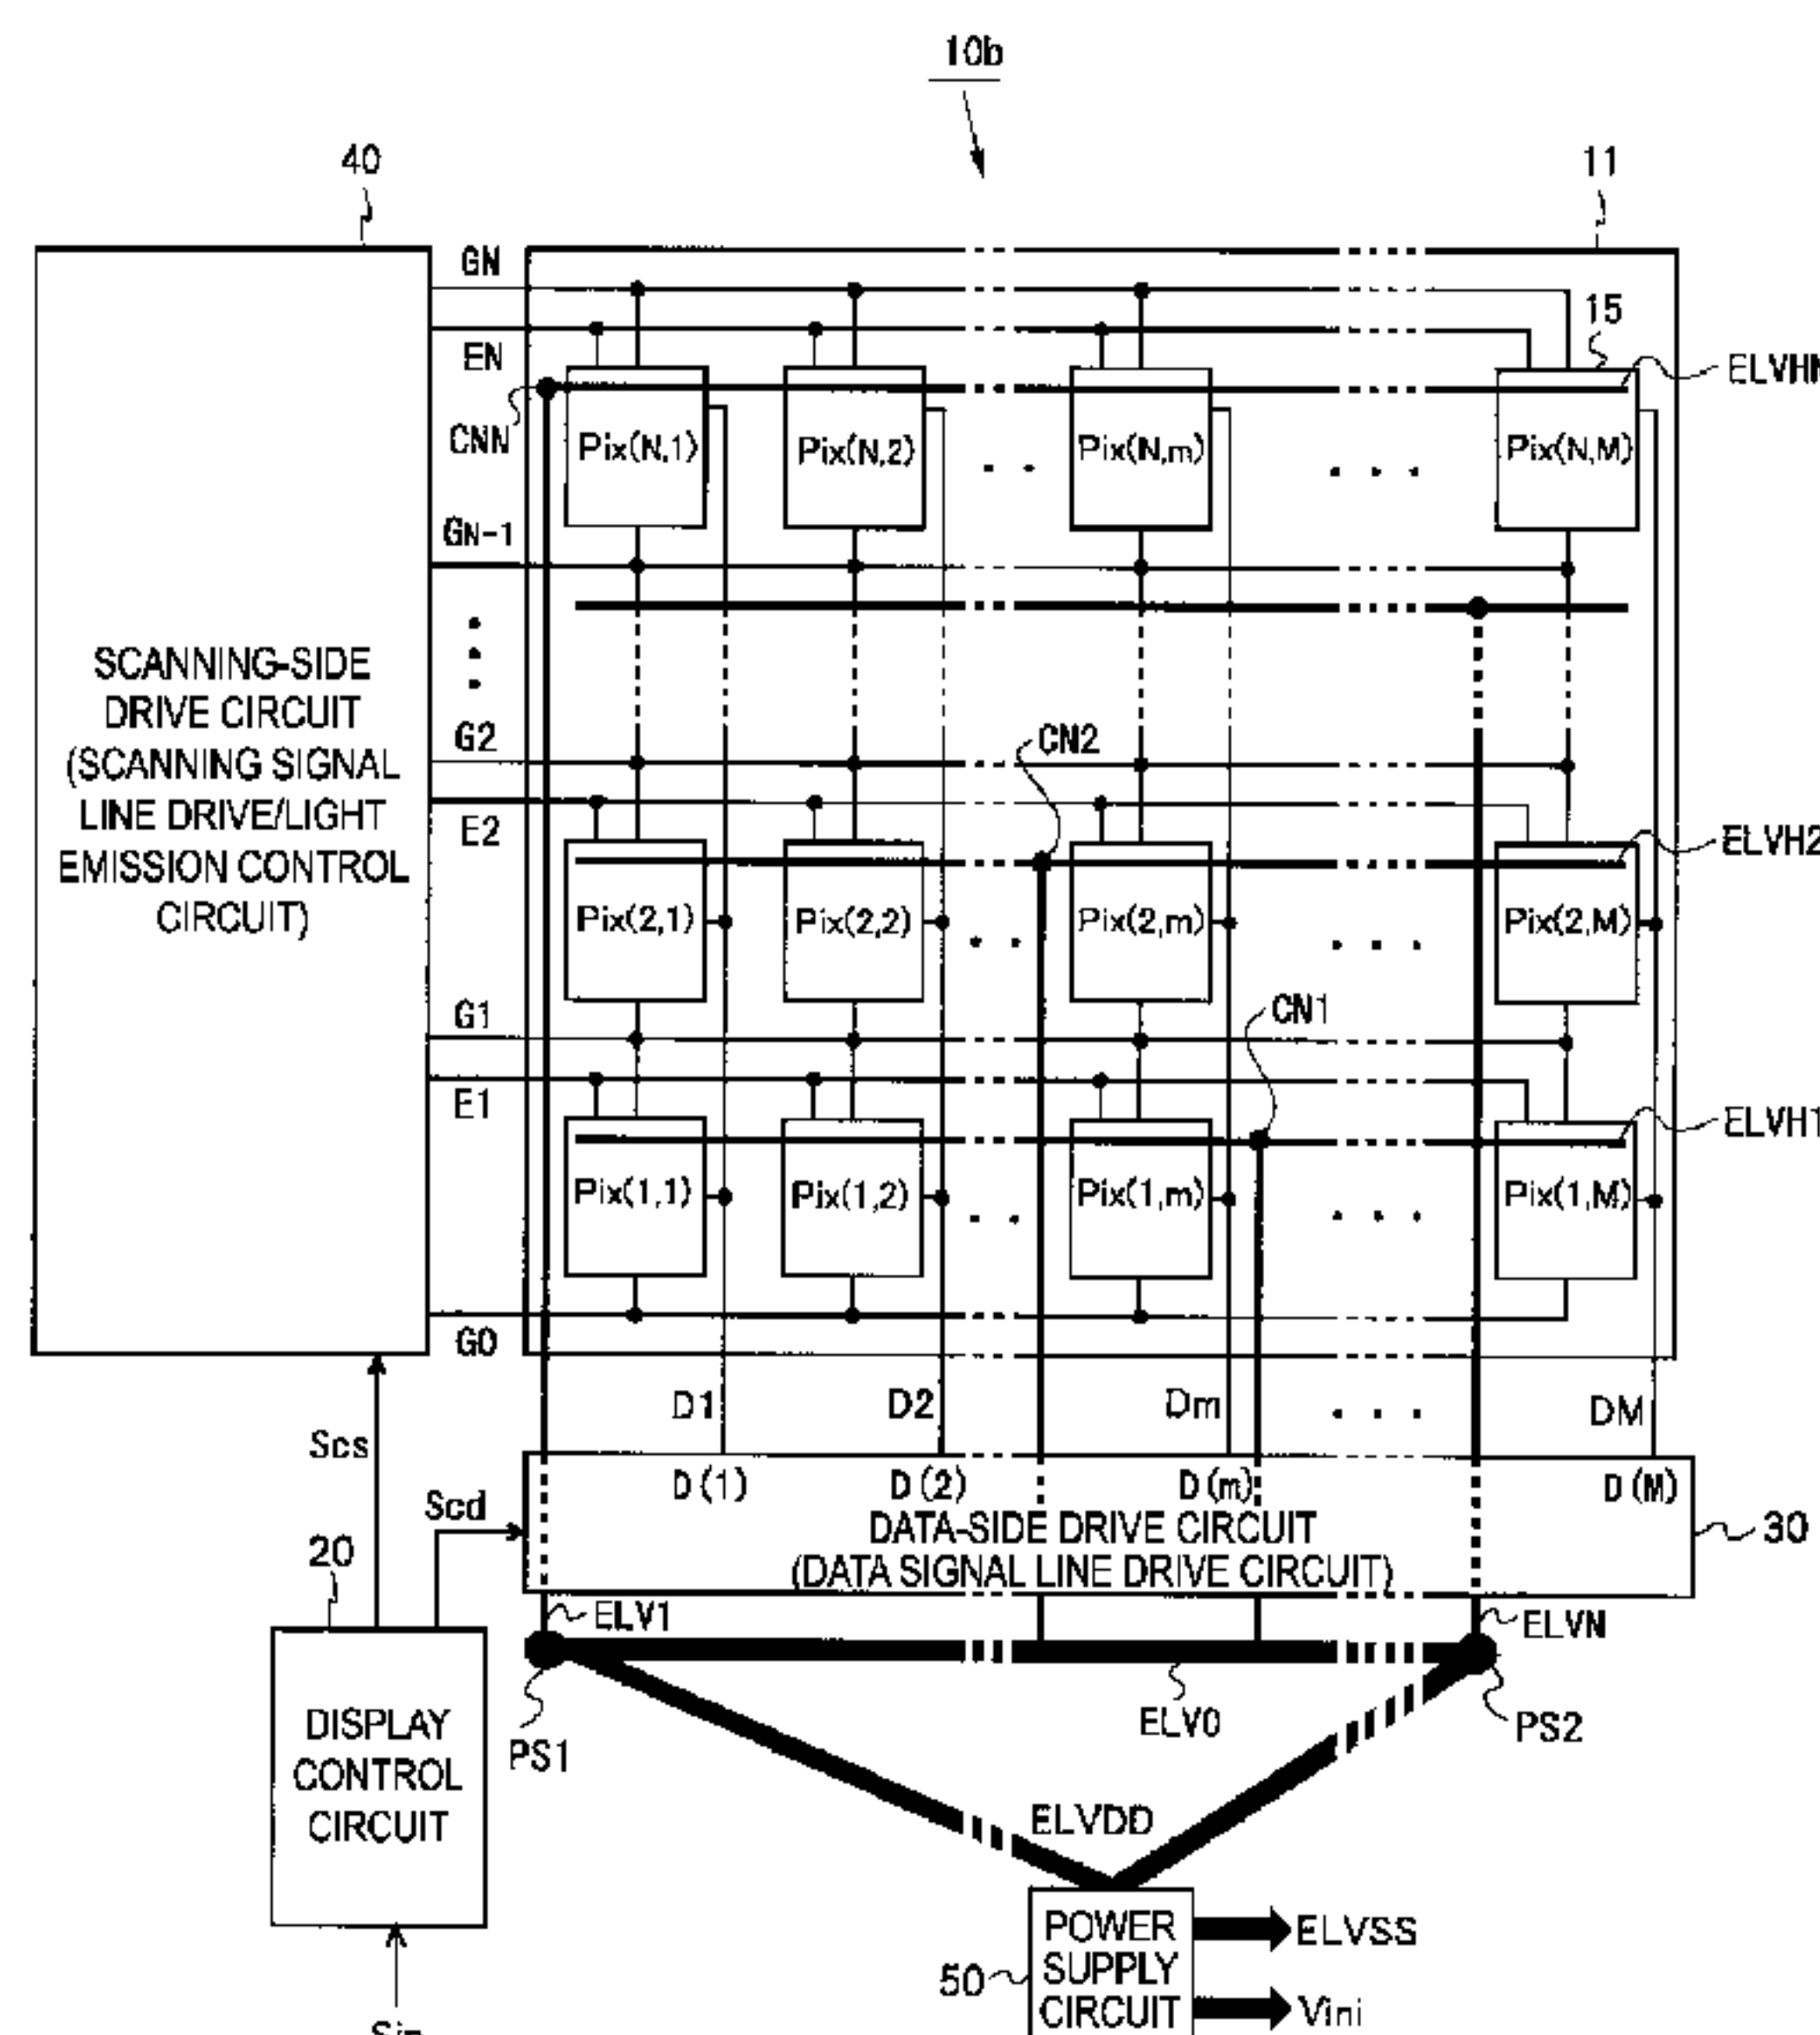 10b
40
11
GN
15
EN
ELVHN
CNN
Pix(N,1)
Pix(N,2)
Pix(N,m)
Pix(N,M)
GN-1
SCANNING-SIDE
DRIVE CIRCUIT
(SCANNING SIGNAL
LINE DRIVE/LIGHT
EMISSION CONTROL
CIRCUIT)
G2
CN2
E2
ELVH2
Pix(2,1)
Pix(2,2)
Pix(2,m)
Pix(2,M)
G1
CN1
E1
ELVH1
Pix(1,1)
Pix(1,2)
Pix(1,m)
Pix(1,M)
G0
D1
D2
Dm
DM
Scs
D(1)
D(2)
D(m)
D(M)
Scd
DATA-SIDE DRIVE CIRCUIT
(DATA SIGNAL LINE DRIVE CIRCUIT)
30
20
ELV1
ELVN
ELV0
PS1
PS2
DISPLAY
CONTROL
CIRCUIT
ELVDD
POWER
SUPPLY
CIRCUIT
50
ELVSS
Vini